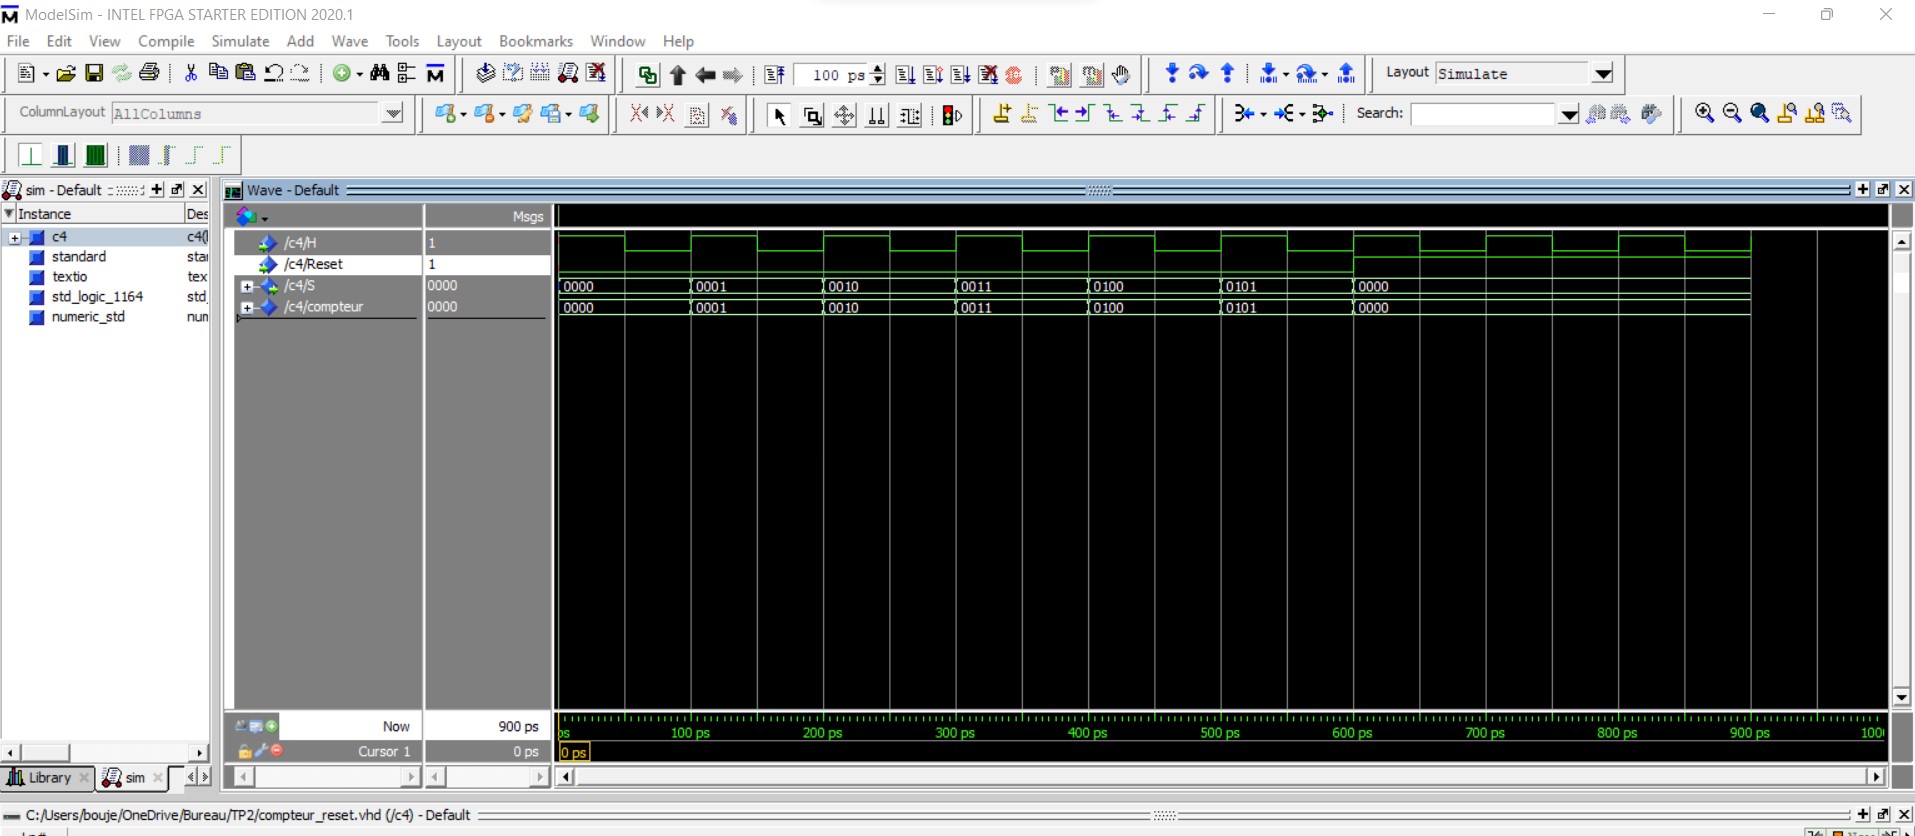 ModelSim - INTEL FPGA STARTER EDITION 2020.1
File Edit View Compile Simulate Add Wave Tools Layout Bookmarks Window Help
100 ps
Layout Simulate
ColumnLayout AllColumns
Search:
sim - Default
Wave - Default
Instance Des
Msgs
c4 c4(
standard sta
textio tex
std_logic_1164 std_
numeric_std nun
/c4/H 1
/c4/Reset 1
/c4/S 0000 0000 0001 0010 0011 0100 0101 0000
/c4/compteur 0000 0000 0001 0010 0011 0100 0101 0000
Now 900 ps
ps 100 ps 200 ps 300 ps 400 ps 500 ps 600 ps 700 ps 800 ps 900 ps 100
Cursor 1 0 ps 0 ps
Library sim
C:/Users/bouje/OneDrive/Bureau/TP2/compteur_reset.vhd (/c4) - Default